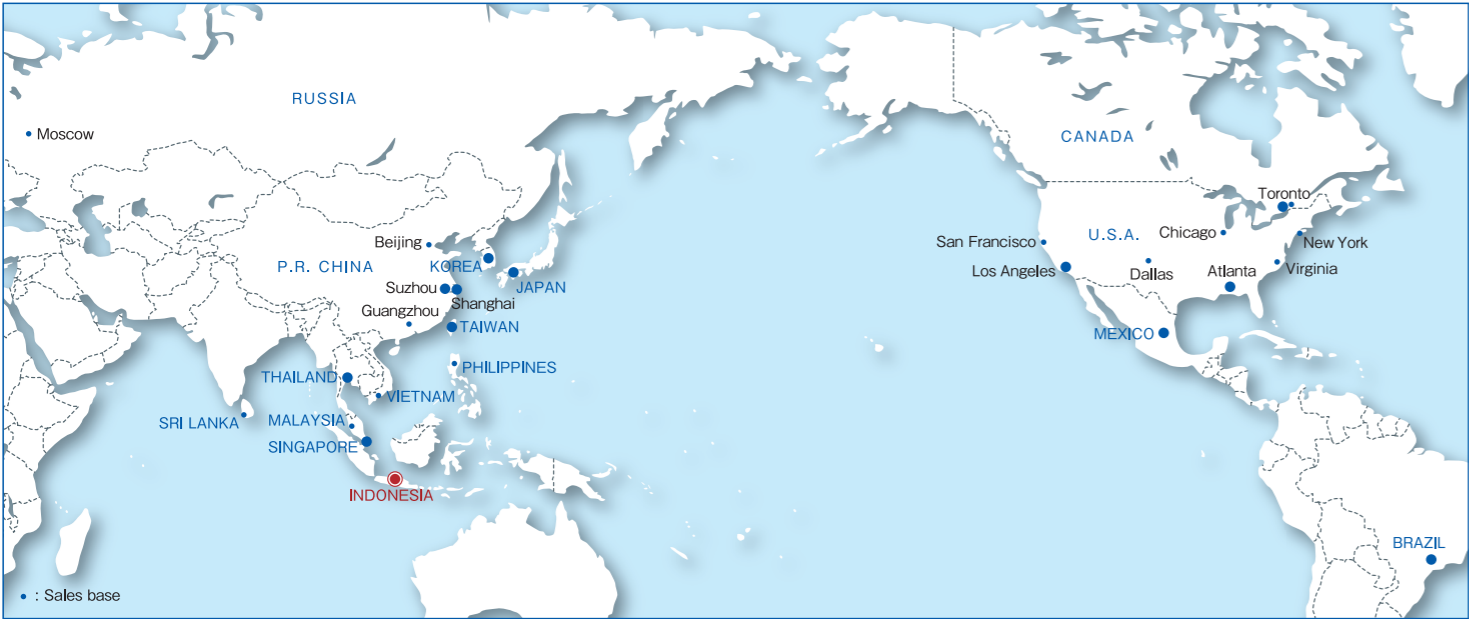 RUSSIA
Moscow
CANADA
Toronto
Beijing
San Francisco
U.S.A.
Chicago
New York
P.R. CHINA
KOREA
Los Angeles
Dallas
Atlanta
Virginia
JAPAN
Suzhou
Shanghai
Guangzhou
TAIWAN
MEXICO
PHILIPPINES
THAILAND
VIETNAM
SRI LANKA
MALAYSIA
SINGAPORE
INDONESIA
BRAZIL
: Sales base